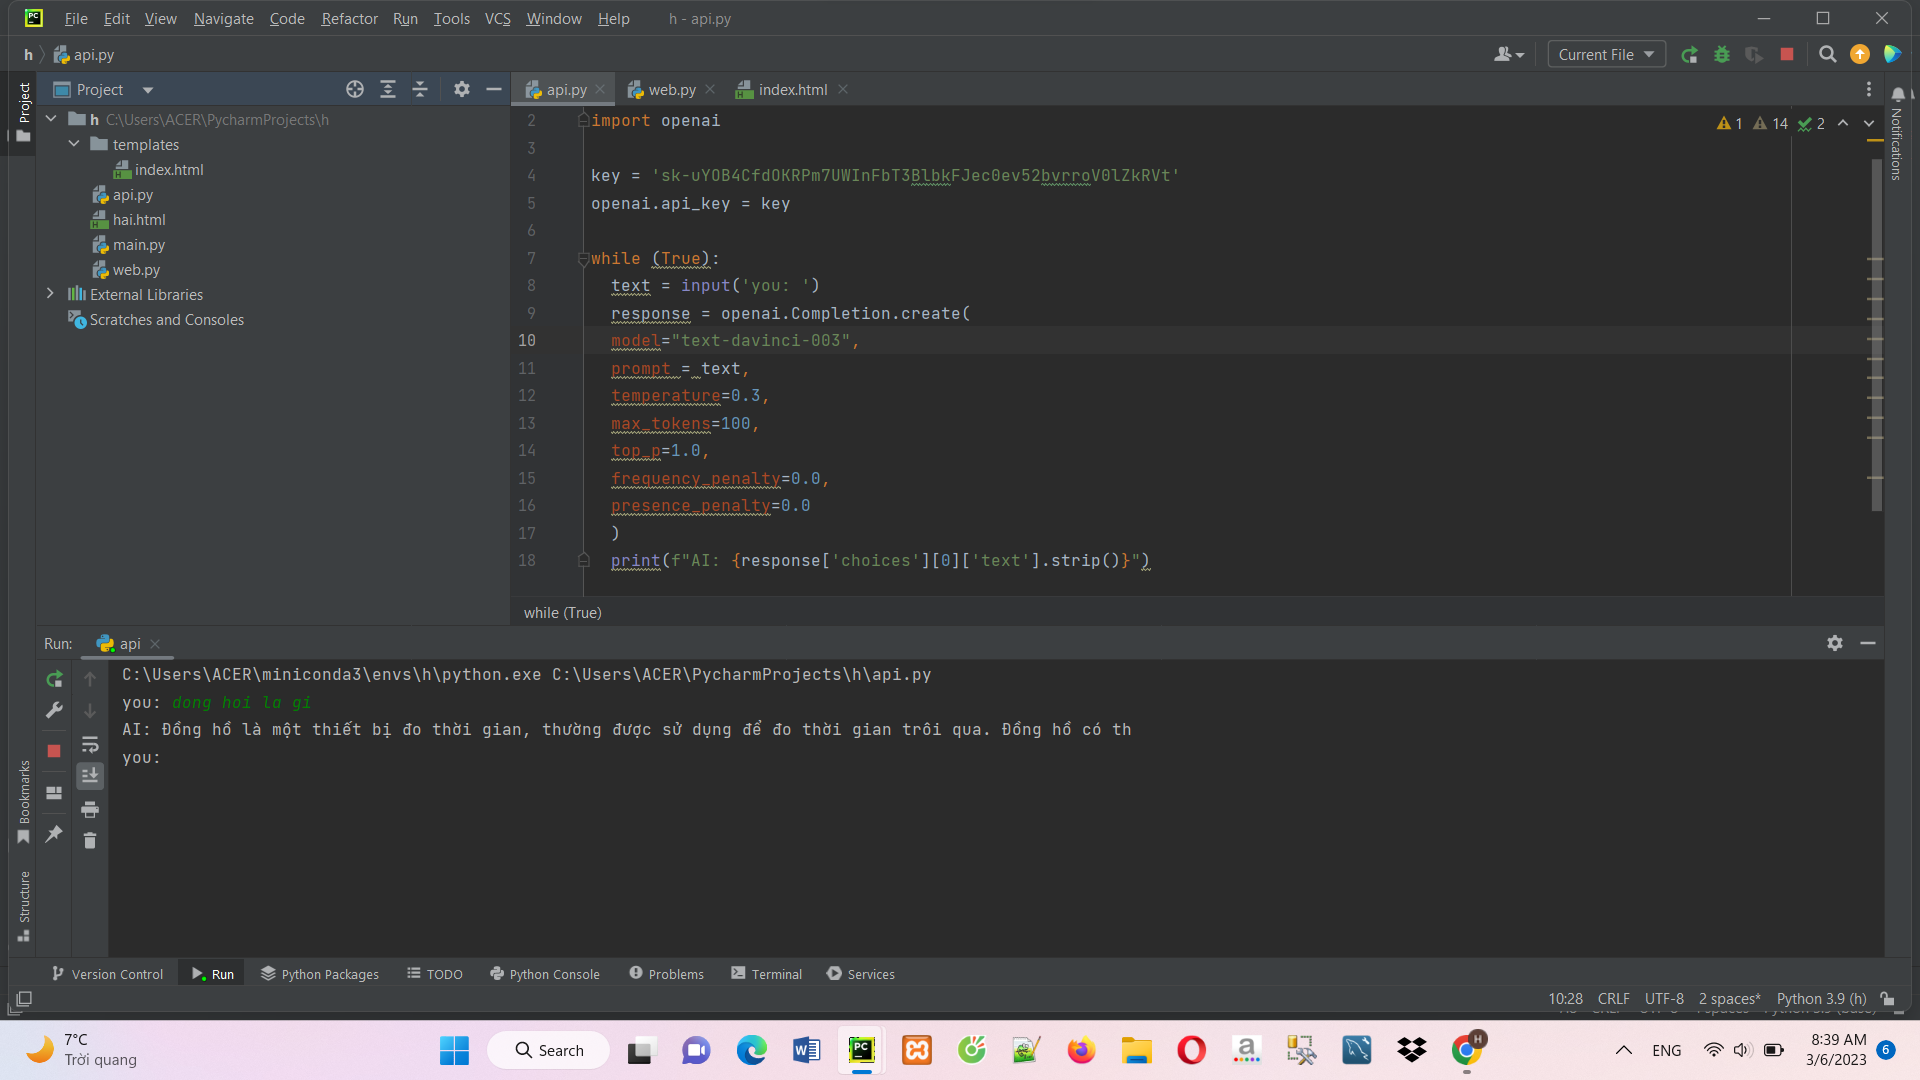 File Edit View Navigate Code Refactor Run Tools VCS Window Help h - api.py
h api.py
Current File
Project
Project
api.py
web.py
index.html
h C:\Users\ACER\PycharmProjects\h
templates
index.html
api.py
hai.html
main.py
web.py
External Libraries
Scratches and Consoles
1 14 2
Notifications
2 import openai
3
4 key = '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'
5 openai.api_key = key
6
7 while (True):
8 text = input('you: ')
9 response = openai.Completion.create(
10 model="text-davinci-003",
11 prompt = text,
12 temperature=0.3,
13 max_tokens=100,
14 top_p=1.0,
15 frequency_penalty=0.0,
16 presence_penalty=0.0
17 )
18 print(f"AI: {response['choices'][0]['text'].strip()}")
while (True)
Run: api
C:\Users\ACER\miniconda3\envs\h\python.exe C:\Users\ACER\PycharmProjects\h\api.py
you: dong hoi la gi
AI: Đồng hồ là một thiết bị đo thời gian, thường được sử dụng để đo thời gian trôi qua. Đồng hồ có th
you:
Bookmarks
Structure
Version Control Run Python Packages TODO Python Console Problems Terminal Services
10:28 CRLF UTF-8 2 spaces* Python 3.9 (h)
7°C
Trời quang
Search
PC
W
a
H
ENG
8:39 AM
3/6/2023
6